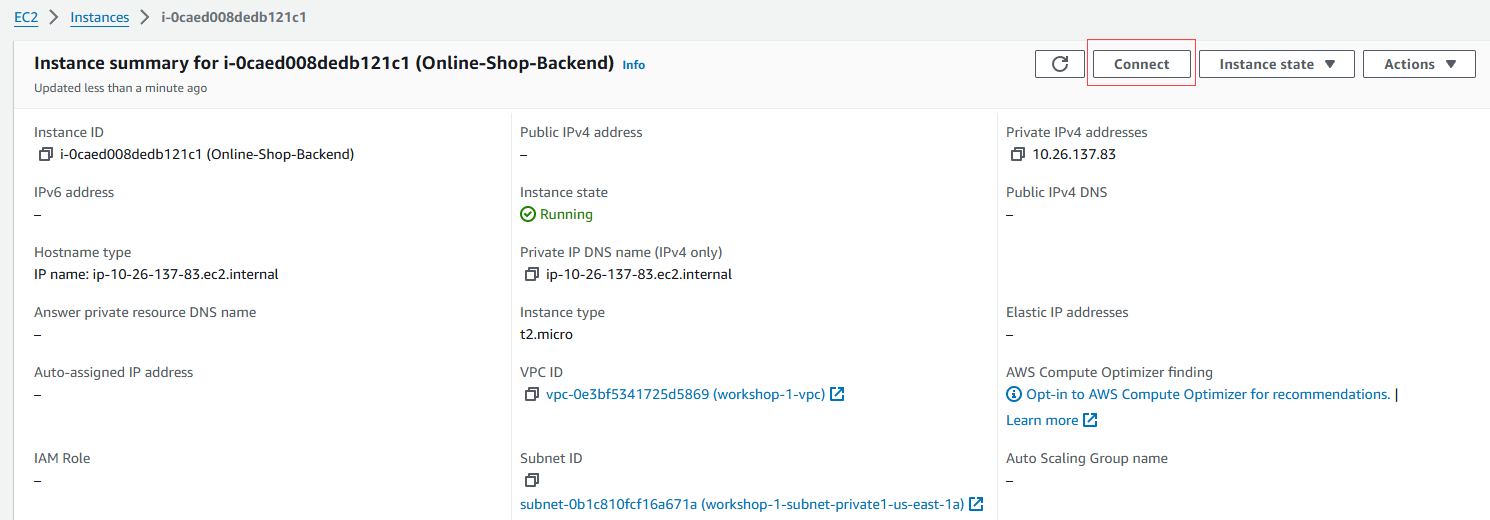 EC2 > Instances > i-0caed008dedb121c1
Instance summary for i-0caed008dedb121c1 (Online-Shop-Backend) Info
Updated less than a minute ago
Connect
Instance state
Actions
Instance ID
i-0caed008dedb121c1 (Online-Shop-Backend)
Public IPv4 address
–
Private IPv4 addresses
10.26.137.83
IPv6 address
–
Instance state
Running
Public IPv4 DNS
–
Hostname type
IP name: ip-10-26-137-83.ec2.internal
Private IP DNS name (IPv4 only)
ip-10-26-137-83.ec2.internal
Answer private resource DNS name
–
Instance type
t2.micro
Elastic IP addresses
–
Auto-assigned IP address
–
VPC ID
vpc-0e3bf5341725d5869 (workshop-1-vpc)
AWS Compute Optimizer finding
Opt-in to AWS Compute Optimizer for recommendations. |
Learn more
IAM Role
–
Subnet ID
subnet-0b1c810fcf16a671a (workshop-1-subnet-private1-us-east-1a)
Auto Scaling Group name
–